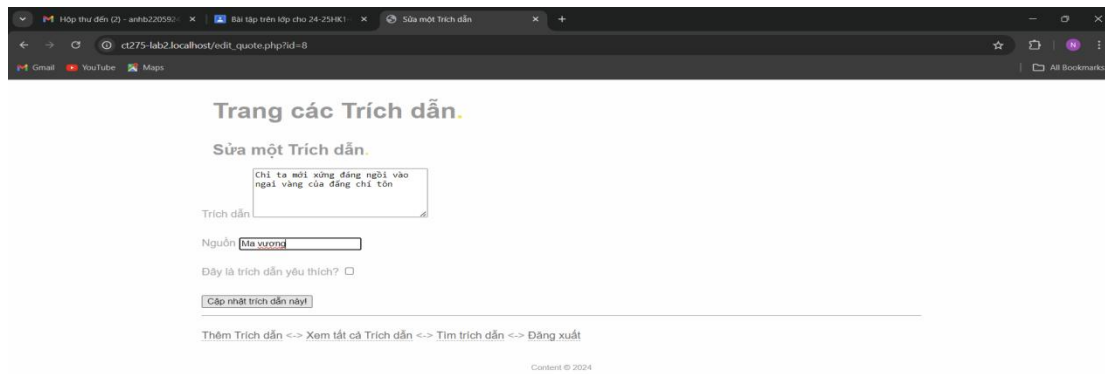 Hộp thư đến (2) - anhb220592
Bài tập trên lớp cho 24-25HK1
Sửa một Trích dẫn
ct275-lab2.localhost/edit_quote.php?id=8
N
Gmail YouTube Maps
All Bookmarks
Trang các Trích dẫn.
Sửa một Trích dẫn.
Chỉ ta mới xứng đáng ngồi vào
ngai vàng của đấng chí tôn
Trích dẫn
Nguồn Ma vương
Đây là trích dẫn yêu thích?
Cập nhật trích dẫn này!
Thêm Trích dẫn <-> Xem tất cả Trích dẫn <-> Tìm trích dẫn <-> Đăng xuất
Content © 2024